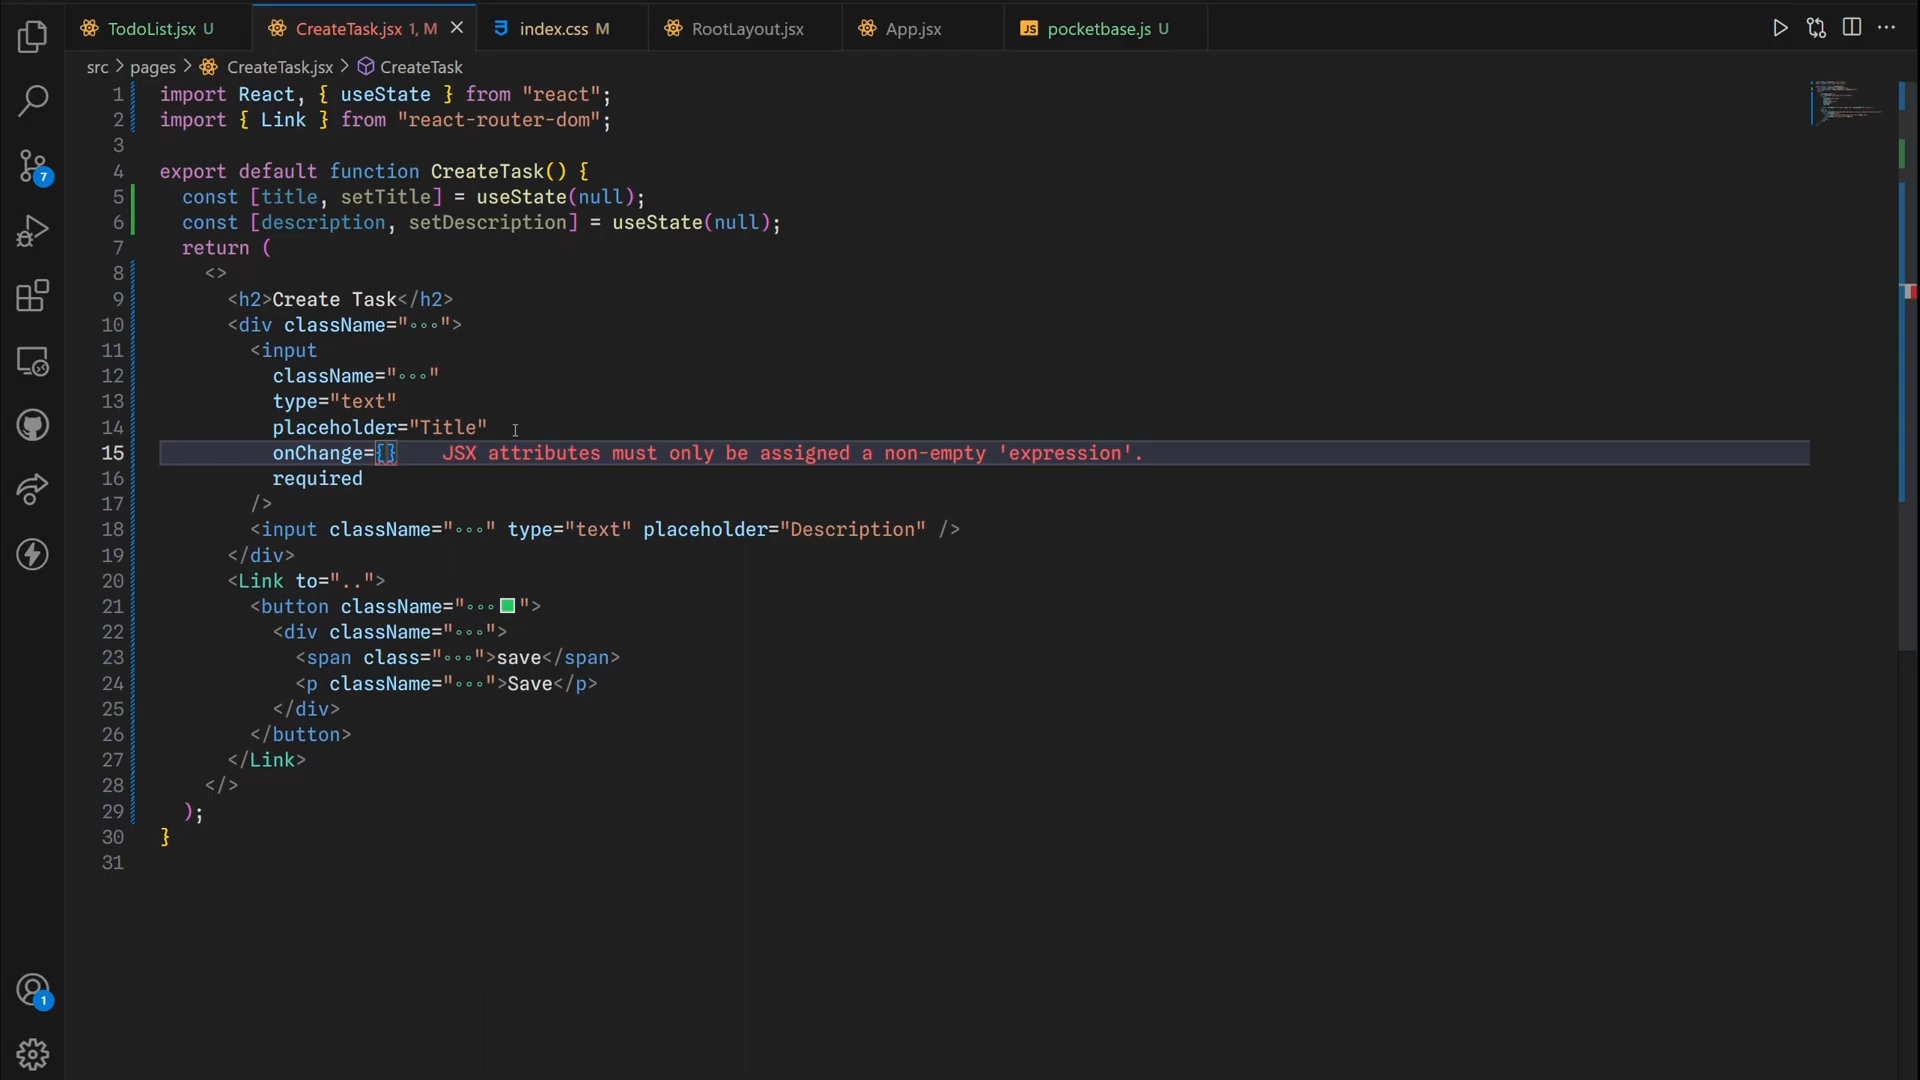 TodoList.jsx U
CreateTask.jsx 1, M
index.css M
RootLayout.jsx
App.jsx
JS pocketbase.js U
src > pages > CreateTask.jsx > CreateTask
1 import React, { useState } from "react";
2 import { Link } from "react-router-dom";
3
4 export default function CreateTask() {
5 const [title, setTitle] = useState(null);
6 const [description, setDescription] = useState(null);
7 return (
8 <>
9 <h2>Create Task</h2>
10 <div className="∘∘∘">
11 <input
12 className="∘∘∘"
13 type="text"
14 placeholder="Title"
15 onChange={} JSX attributes must only be assigned a non-empty 'expression'.
16 required
17 />
18 <input className="∘∘∘" type="text" placeholder="Description" />
19 </div>
20 <Link to="..">
21 <button className="∘∘∘">
22 <div className="∘∘∘">
23 <span class="∘∘∘">save</span>
24 <p className="∘∘∘">Save</p>
25 </div>
26 </button>
27 </Link>
28 </>
29 );
30 }
31
7
1